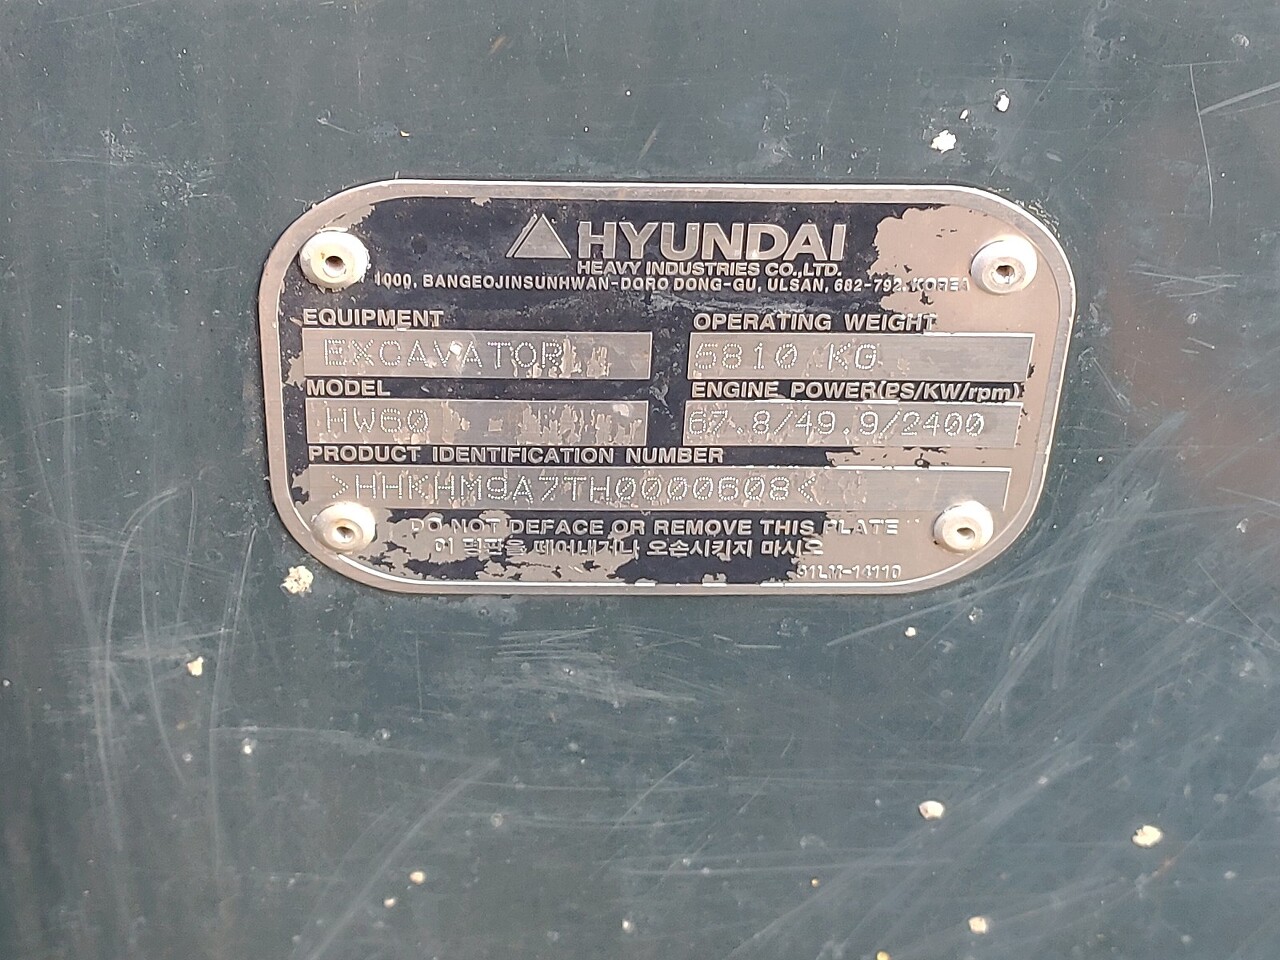 HYUNDAI
HEAVY INDUSTRIES CO.,LTD.
1000, BANGEOJINSUNHWAN-DORO DONG-GU, ULSAN, 682-792, KOREA
EQUIPMENT
EXCAVATOR
OPERATING WEIGHT
5810 KG
MODEL
HW60
ENGINE POWER(PS/KW/rpm)
67.8/49.9/2400
PRODUCT IDENTIFICATION NUMBER
>HHKHM9A7TH0000608<
DO NOT DEFACE OR REMOVE THIS PLATE
이 명판을 떼어내거나 오손시키지 마시오
81LM-14110